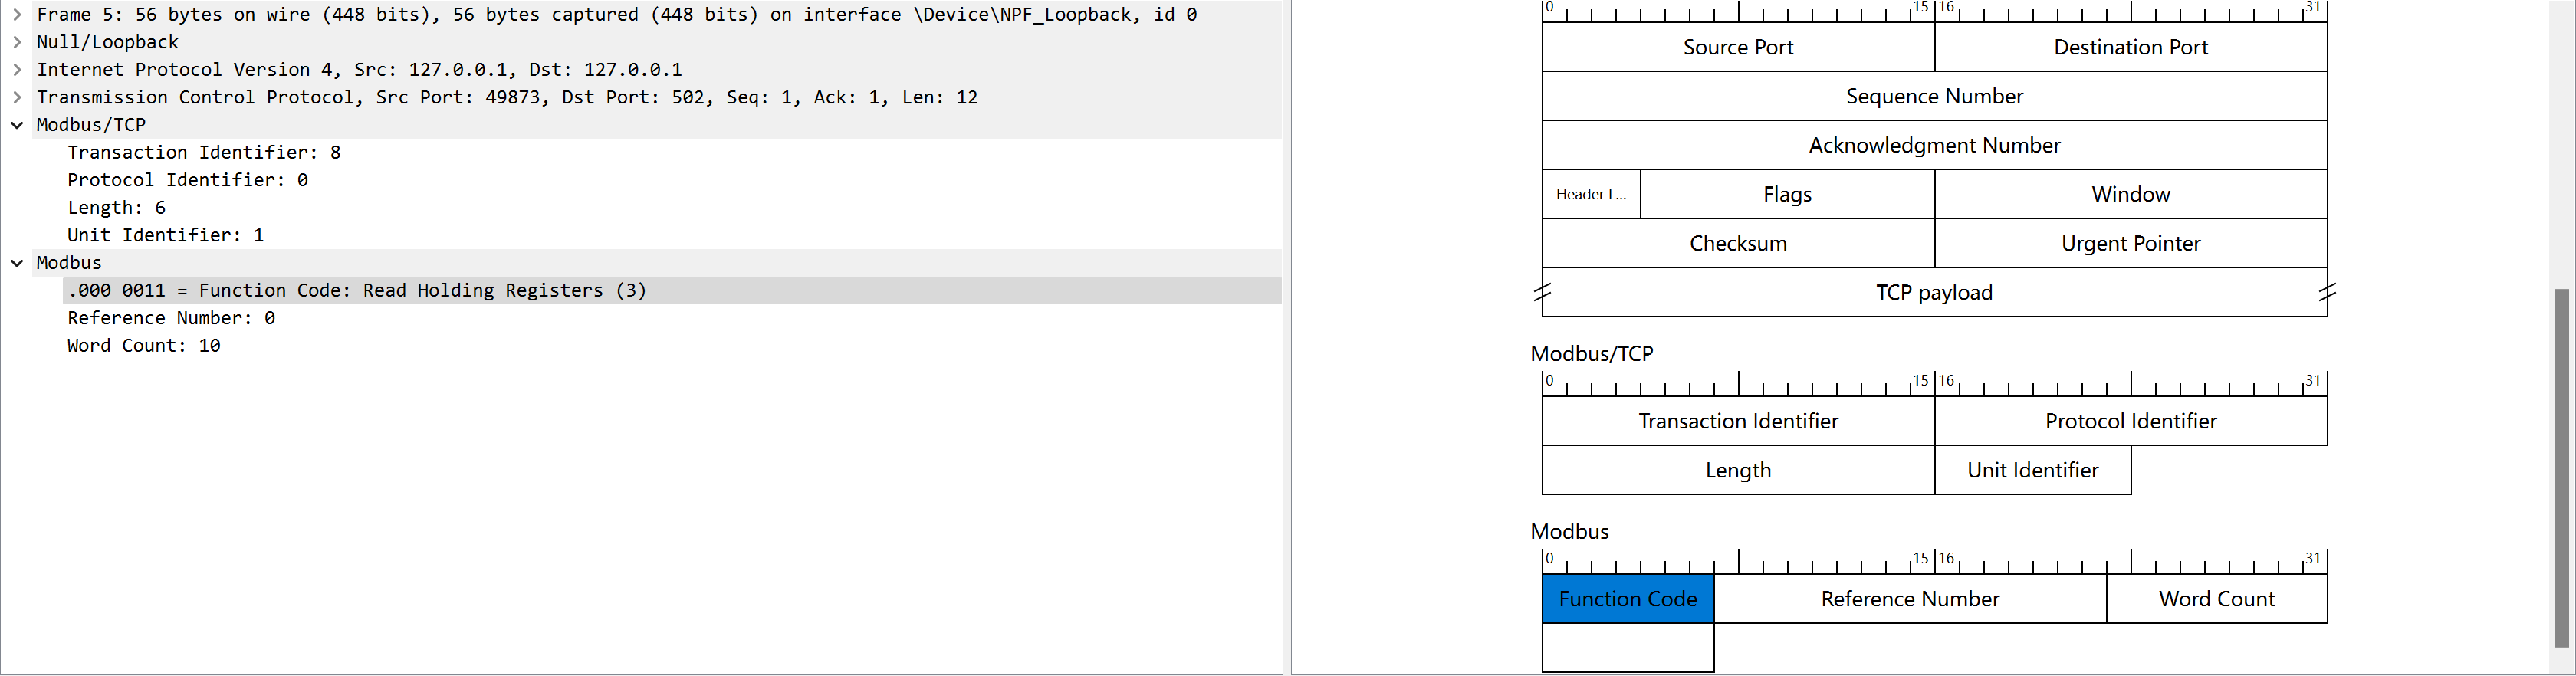 Frame 5: 56 bytes on wire (448 bits), 56 bytes captured (448 bits) on interface \Device\NPF_Loopback, id 0
Null/Loopback
Internet Protocol Version 4, Src: 127.0.0.1, Dst: 127.0.0.1
Transmission Control Protocol, Src Port: 49873, Dst Port: 502, Seq: 1, Ack: 1, Len: 12
Modbus/TCP
Transaction Identifier: 8
Protocol Identifier: 0
Length: 6
Unit Identifier: 1
Modbus
.000 0011 = Function Code: Read Holding Registers (3)
Reference Number: 0
Word Count: 10
0 15 16 31
Source Port Destination Port
Sequence Number
Acknowledgment Number
Header L... Flags Window
Checksum Urgent Pointer
TCP payload
Modbus/TCP
0 15 16 31
Transaction Identifier Protocol Identifier
Length Unit Identifier
Modbus
0 15 16 31
Function Code Reference Number Word Count